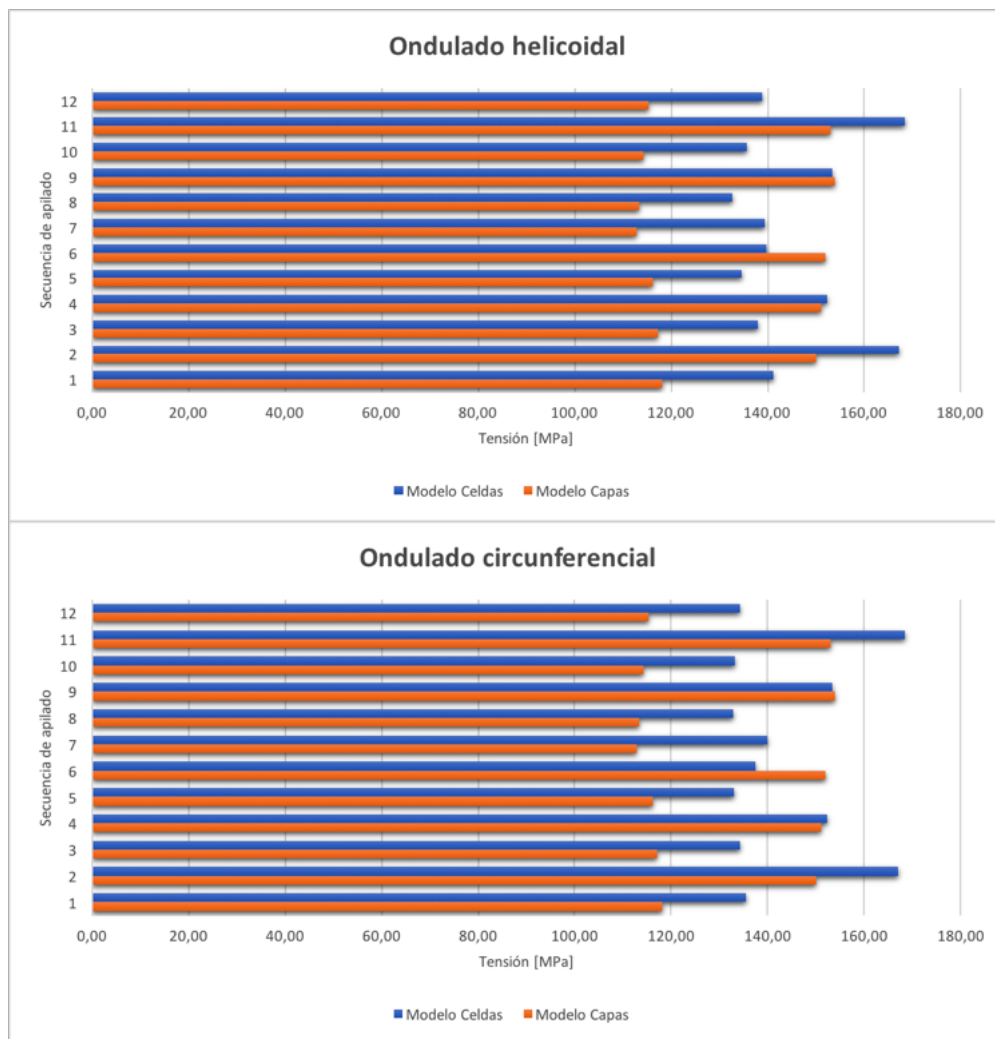 Ondulado helicoidal
Secuencia de apilado
12
11
10
9
8
7
6
5
4
3
2
1
0,00 20,00 40,00 60,00 80,00 100,00 120,00 140,00 160,00 180,00
Tensión [MPa]
Modelo Celdas Modelo Capas
Ondulado circunferencial
Secuencia de apilado
12
11
10
9
8
7
6
5
4
3
2
1
0,00 20,00 40,00 60,00 80,00 100,00 120,00 140,00 160,00 180,00
Tensión [MPa]
Modelo Celdas Modelo Capas